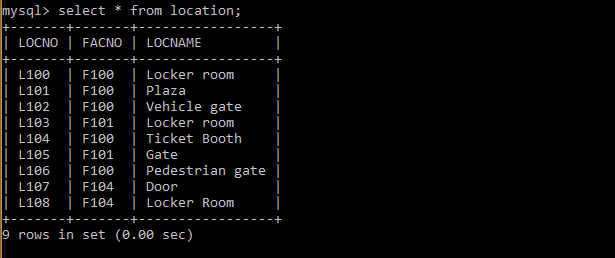 mysql> select * from location;
+-------+-------+-----------------+
| LOCNO | FACNO | LOCNAME         |
+-------+-------+-----------------+
| L100  | F100  | Locker room     |
| L101  | F100  | Plaza           |
| L102  | F100  | Vehicle gate    |
| L103  | F101  | Locker room     |
| L104  | F100  | Ticket Booth    |
| L105  | F101  | Gate            |
| L106  | F100  | Pedestrian gate |
| L107  | F104  | Door            |
| L108  | F104  | Locker Room     |
+-------+-------+-----------------+
9 rows in set (0.00 sec)